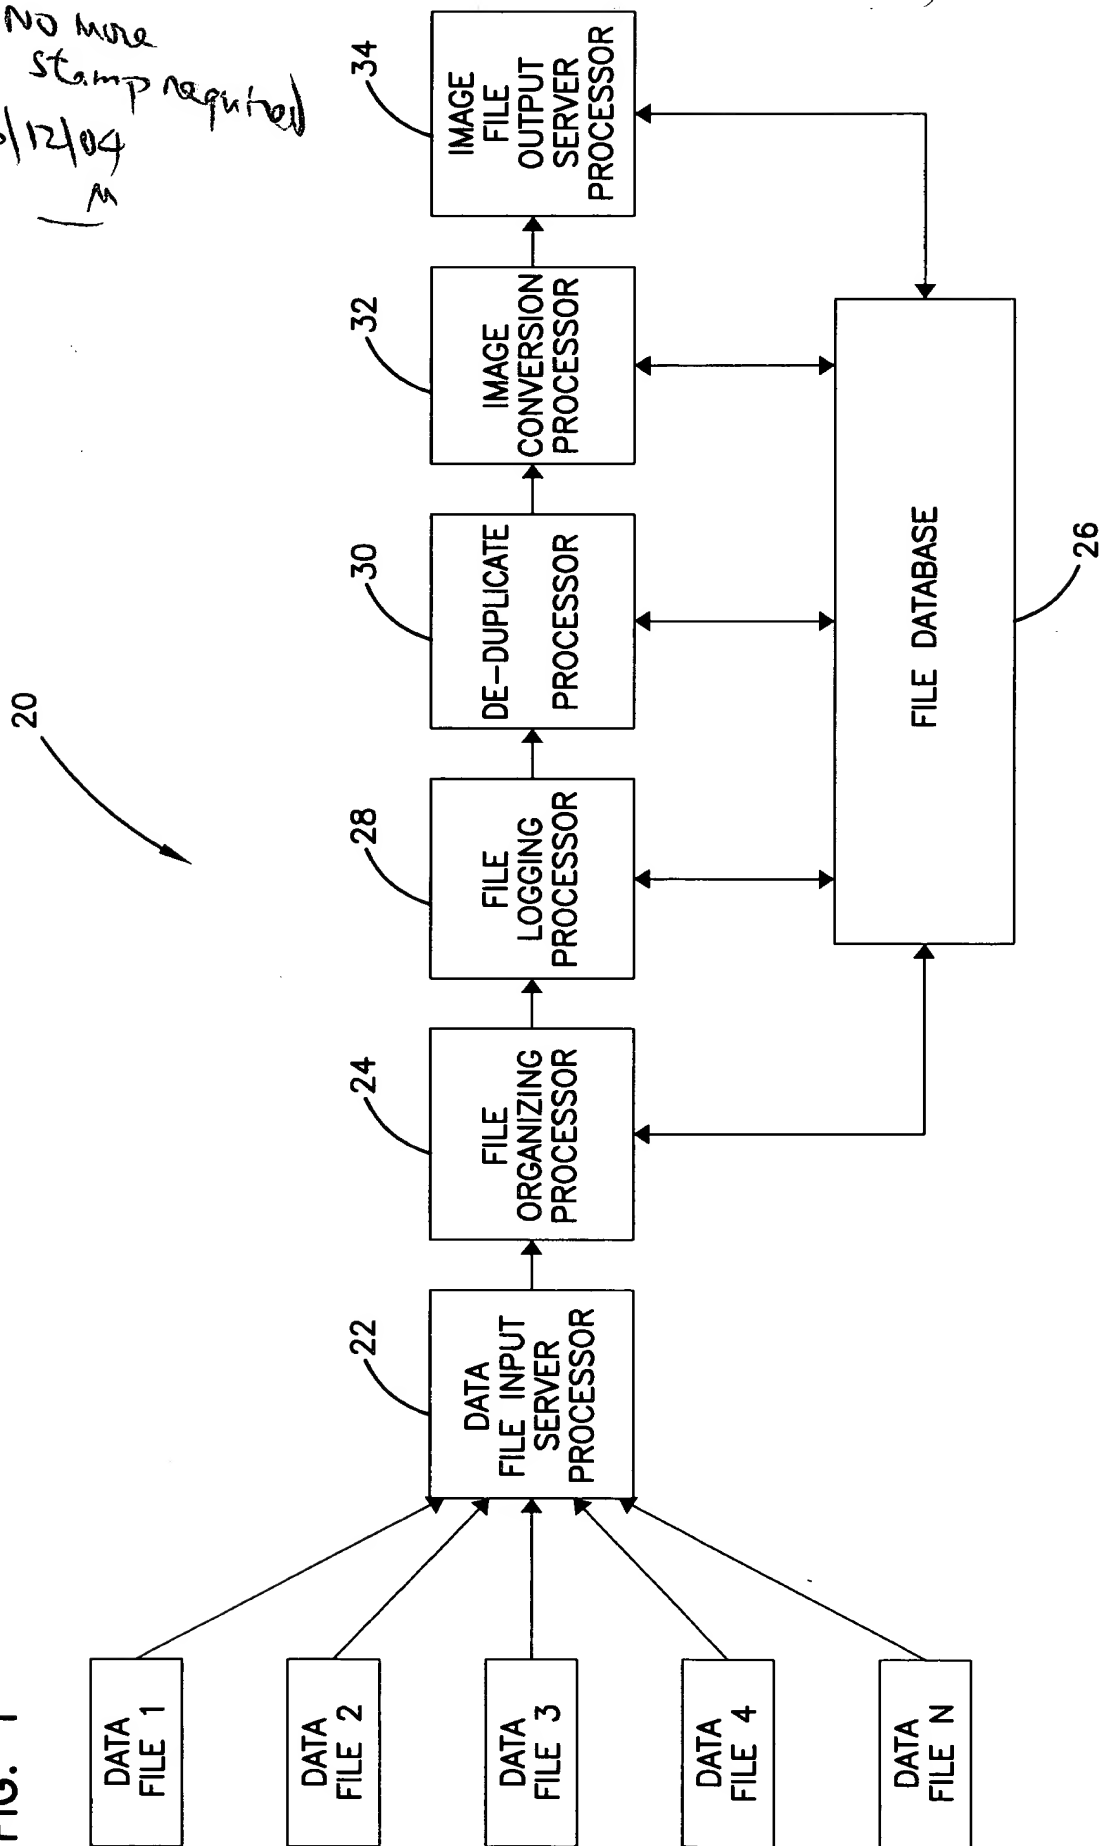 No more
stamp required
/12/04
M
FIG. 1
20
DATA
FILE 1
DATA
FILE 2
DATA
FILE 3
DATA
FILE 4
DATA
FILE N
22
DATA
FILE INPUT
SERVER
PROCESSOR
24
FILE
ORGANIZING
PROCESSOR
28
FILE
LOGGING
PROCESSOR
30
DE-DUPLICATE
PROCESSOR
32
IMAGE
CONVERSION
PROCESSOR
34
IMAGE
FILE
OUTPUT
SERVER
PROCESSOR
FILE DATABASE
26